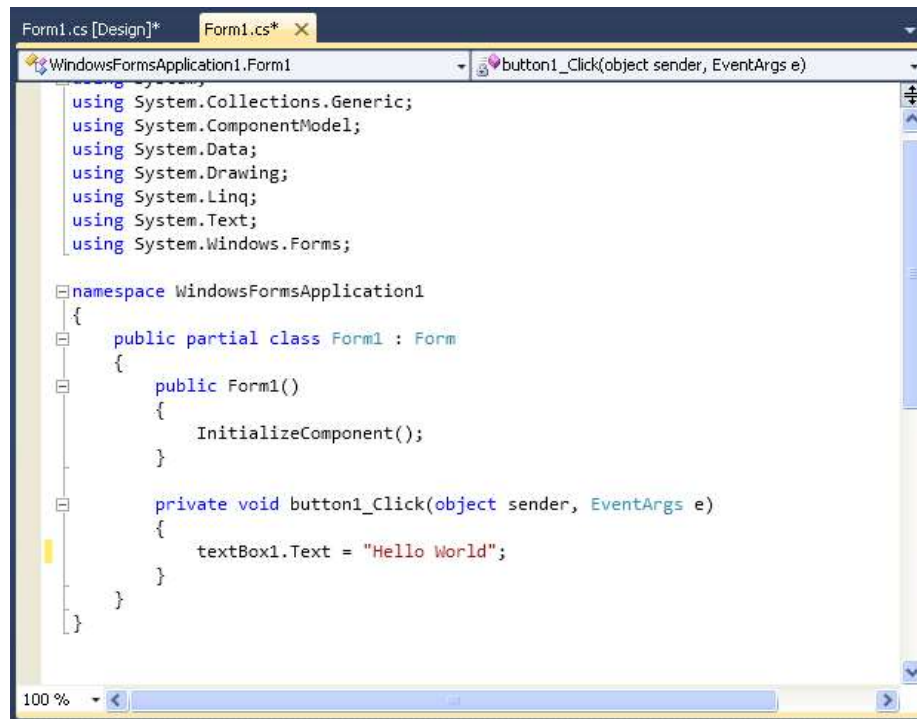 Form1.cs [Design]* Form1.cs*
WindowsFormsApplication1.Form1 button1_Click(object sender, EventArgs e)
using System;
using System.Collections.Generic;
using System.ComponentModel;
using System.Data;
using System.Drawing;
using System.Linq;
using System.Text;
using System.Windows.Forms;
namespace WindowsFormsApplication1
{
public partial class Form1 : Form
{
public Form1()
{
InitializeComponent();
}
private void button1_Click(object sender, EventArgs e)
{
textBox1.Text = "Hello World";
}
}
}
100 %